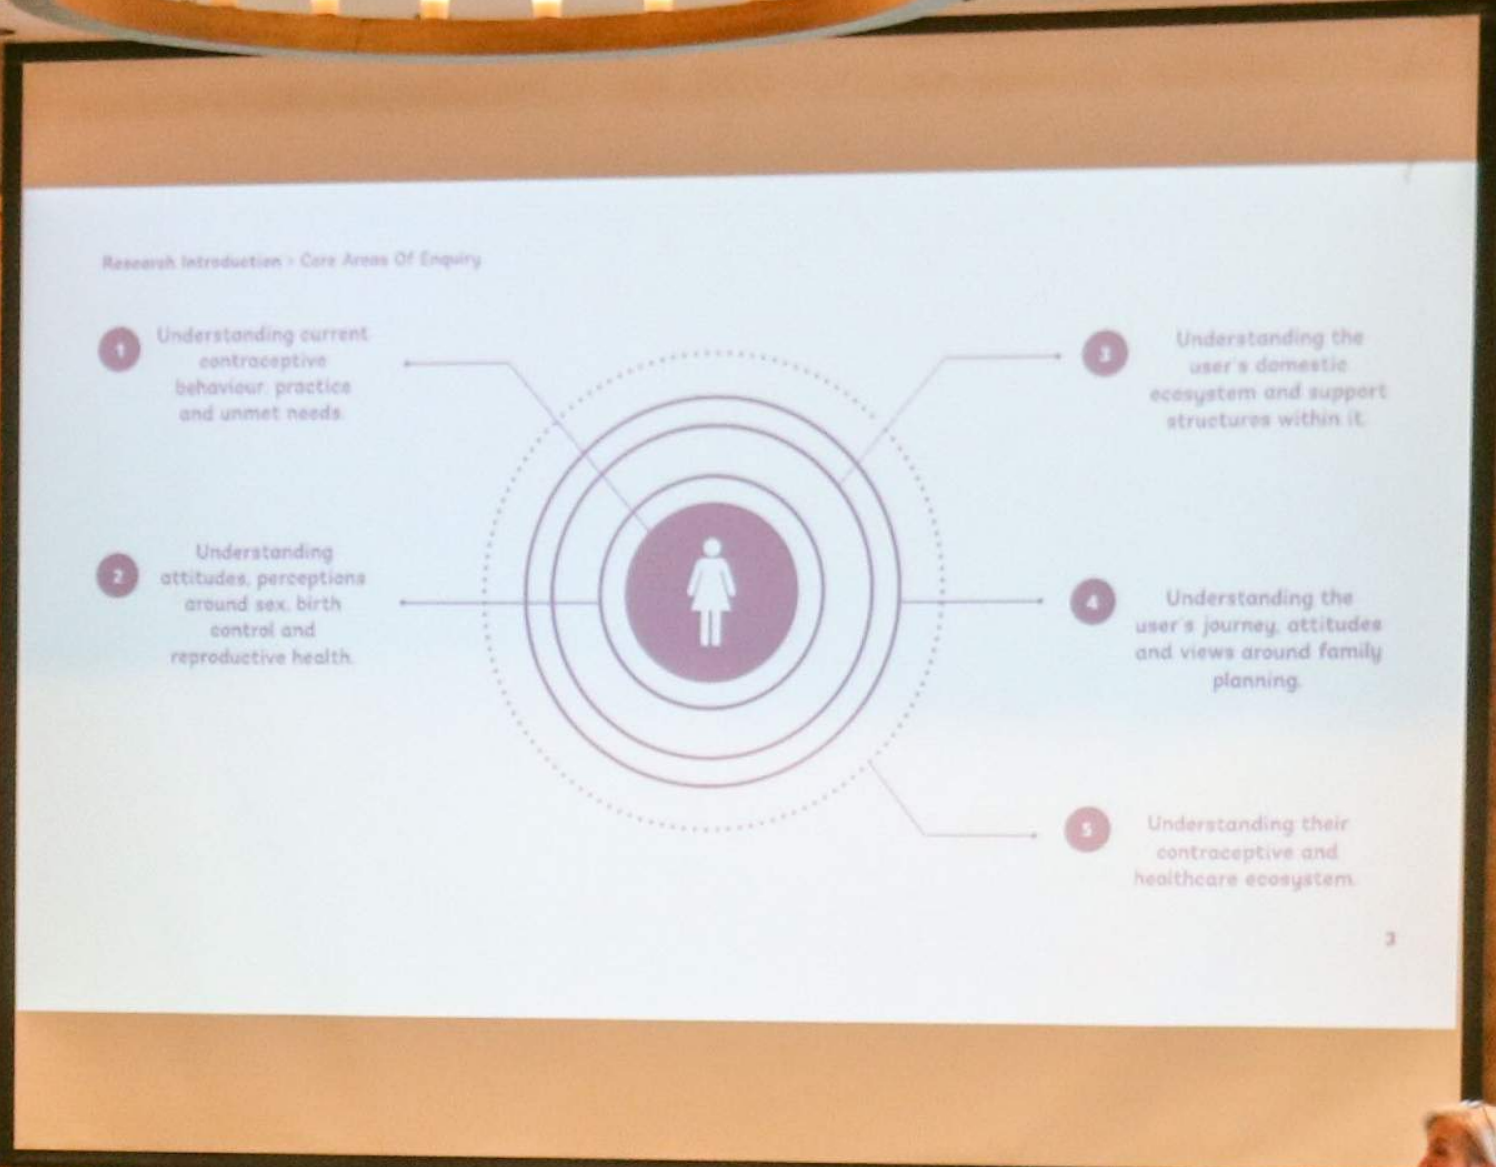 Research Introduction - Core Areas Of Enquiry
1
Understanding current
contraceptive
behaviour, practice
and unmet needs.
2
Understanding
attitudes, perceptions
around sex, birth
control and
reproductive health.
3
Understanding the
user's domestic
ecosystem and support
structures within it.
4
Understanding the
user's journey, attitudes
and views around family
planning.
5
Understanding their
contraceptive and
healthcare ecosystem.
3